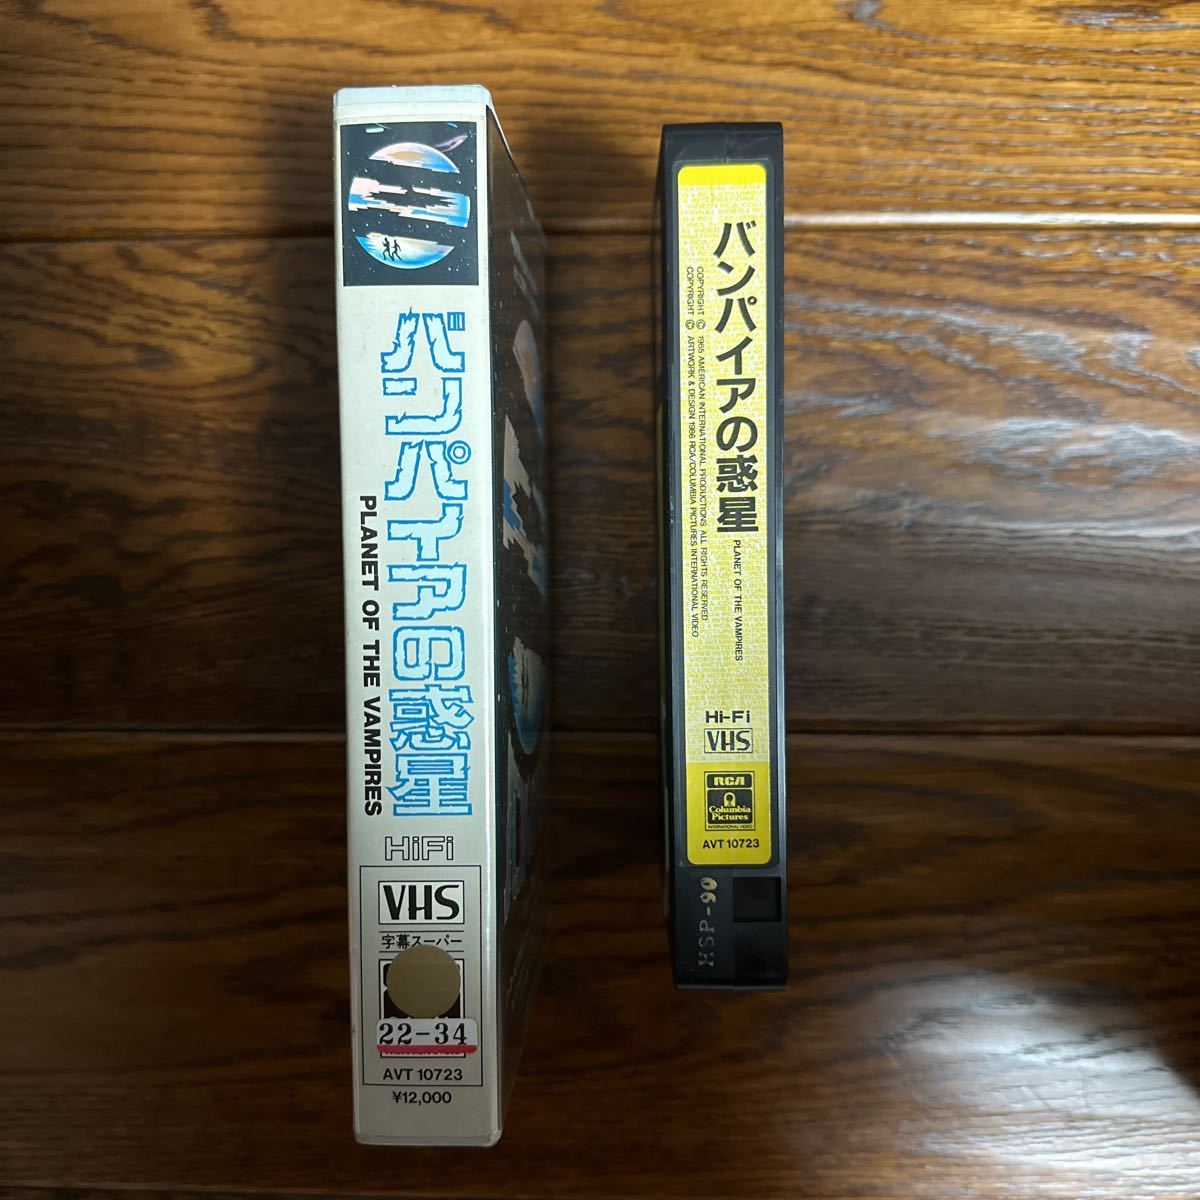 バンパイアの惑星
PLANET OF THE VAMPIRES
HiFi
VHS
字幕スーパー
22-34
AVT 10723
¥12,000
バンパイアの惑星
PLANET OF THE VAMPIRES
COPYRIGHT © 1965 AMERICAN INTERNATIONAL PRODUCTIONS ALL RIGHTS RESERVED
COPYRIGHT © ARTWORK & DESIGN 1986 RCA/COLUMBIA PICTURES INTERNATIONAL VIDEO
Hi-Fi
VHS
RCA
Columbia
Pictures
INTERNATIONAL VIDEO
AVT 10723
HSP-90